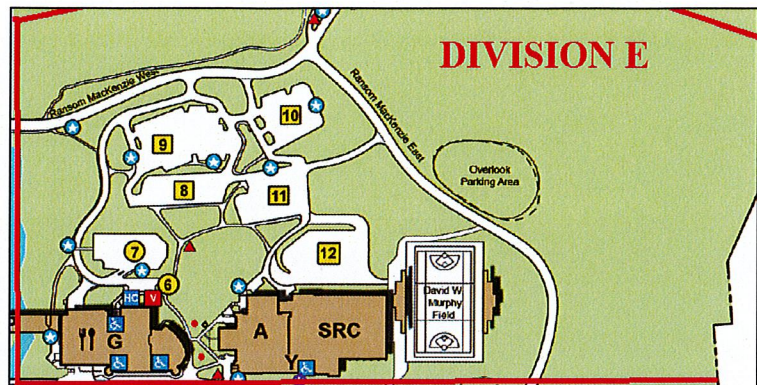 DIVISION E
Ransom MacKenzie West
Ransom MacKenzie East
10
9
Overlook
Parking Area
8
11
7
12
6
HC
V
David W.
Murphy
Field
G
A
SRC
Y